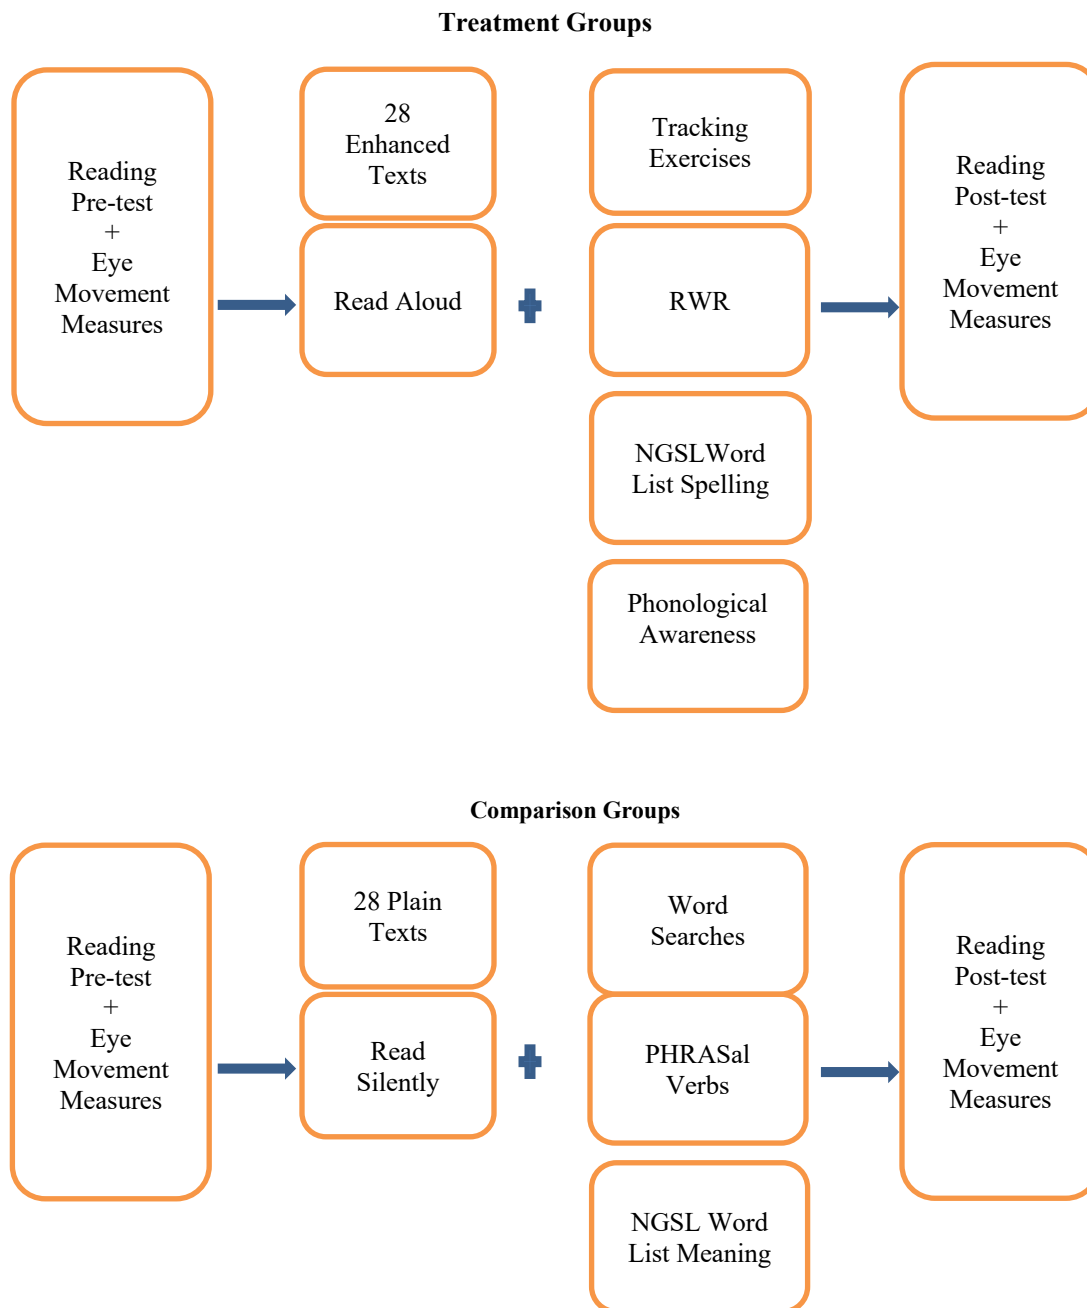 Treatment Groups
Reading
Pre-test
+
Eye
Movement
Measures
28
Enhanced
Texts
Read Aloud
Tracking
Exercises
RWR
NGSLWord
List Spelling
Phonological
Awareness
Reading
Post-test
+
Eye
Movement
Measures
Comparison Groups
Reading
Pre-test
+
Eye
Movement
Measures
28 Plain
Texts
Read
Silently
Word
Searches
PHRASal
Verbs
NGSL Word
List Meaning
Reading
Post-test
+
Eye
Movement
Measures